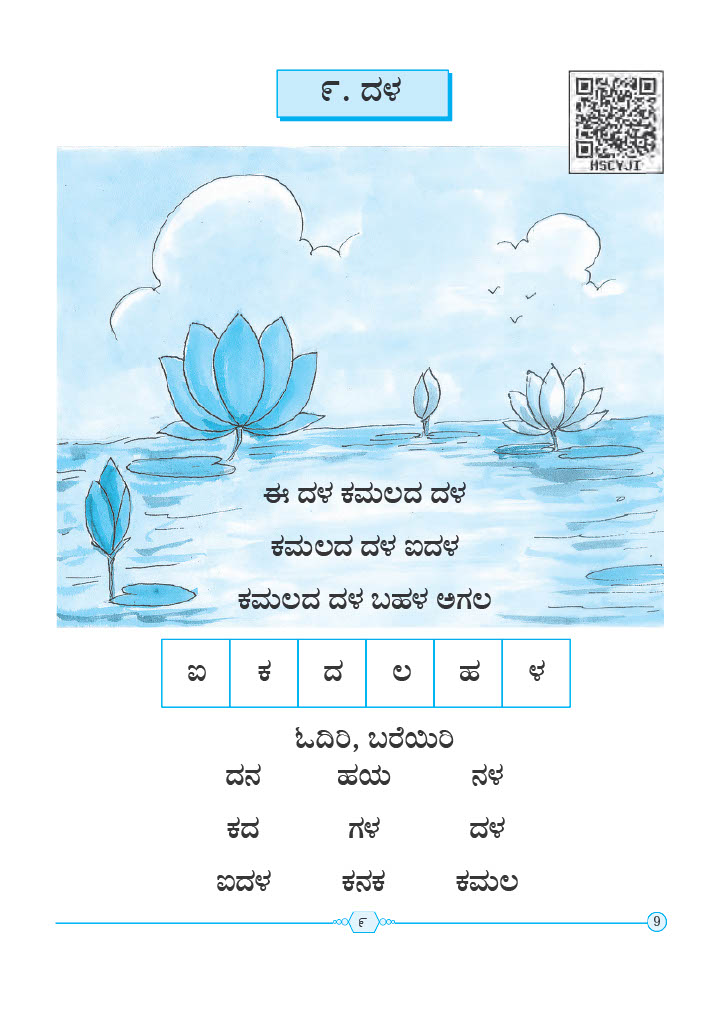 ೯. ದಳ
HSCYJI
ಈ ದಳ ಕಮಲದ ದಳ
ಕಮಲದ ದಳ ಐದಳ
ಕಮಲದ ದಳ ಬಹಳ ಅಗಲ
ಐ ಕ ದ ಲ ಹ ಳ
ಓದಿರಿ, ಬರೆಯಿರಿ
ದನ ಹಯ ನಳ
ಕದ ಗಳ ದಳ
ಐದಳ ಕನಕ ಕಮಲ
೯ 9